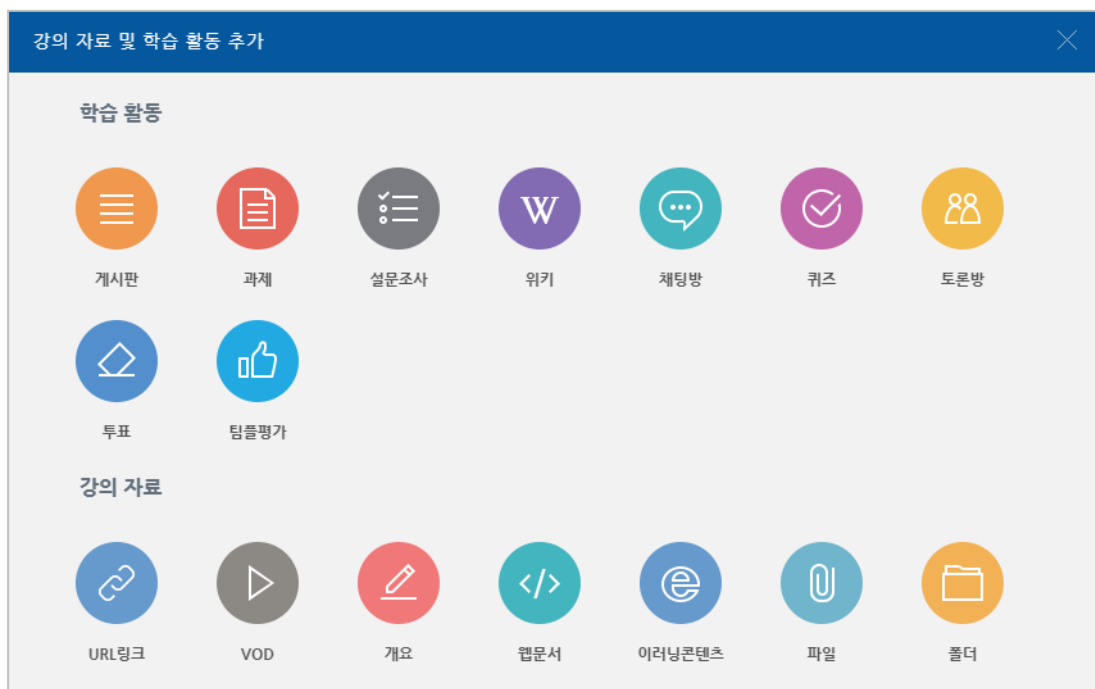 강의 자료 및 학습 활동 추가
학습 활동
게시판 과제 설문조사 위키 채팅방 퀴즈 토론방
투표 팀플평가
강의 자료
URL링크 VOD 개요 웹문서 이러닝콘텐츠 파일 폴더